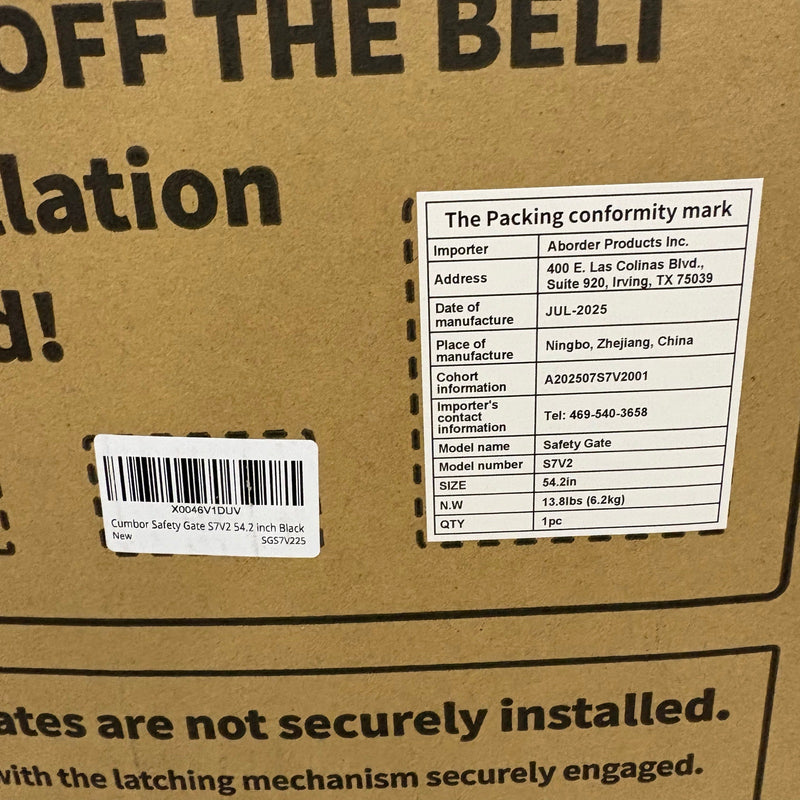 OFF THE BELT
llation
d!
The Packing conformity mark
Importer Aborder Products Inc.
Address 400 E. Las Colinas Blvd.,
Suite 920, Irving, TX 75039
Date of
manufacture JUL-2025
Place of
manufacture Ningbo, Zhejiang, China
Cohort
information A202507S7V2001
Importer's
contact
information Tel: 469-540-3658
Model name Safety Gate
Model number S7V2
SIZE 54.2in
N.W 13.8lbs (6.2kg)
QTY 1pc
X0046V1DUV
Cumbor Safety Gate S7V2 54.2 inch Black
New SGS7V225
ates are not securely installed.
with the latching mechanism securely engaged.